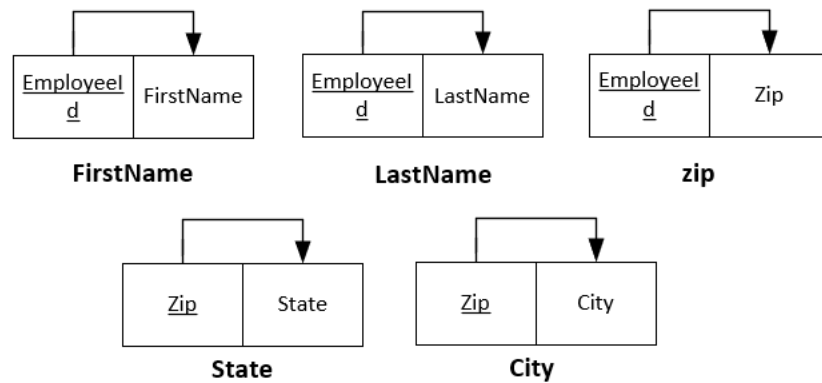 EmployeeI
d
FirstName
EmployeeI
d
LastName
EmployeeI
d
Zip
FirstName
LastName
zip
Zip
State
Zip
City
State
City